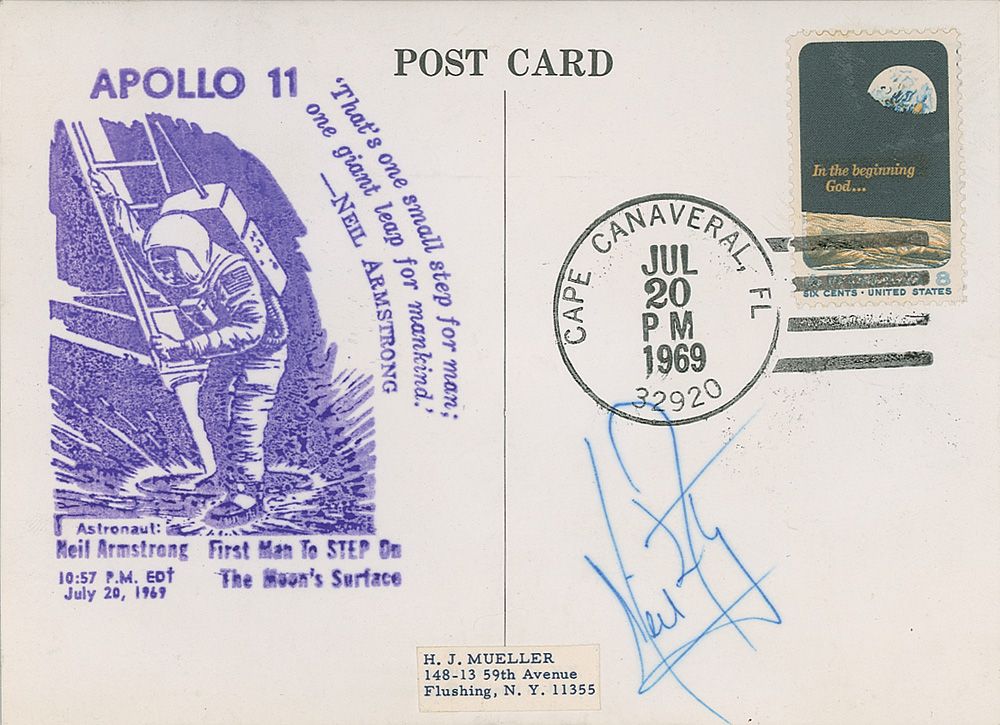 POST CARD
APOLLO 11
'That's one small step for man;
one giant leap for mankind.'
—NEIL ARMSTRONG
Astronaut:
Neil Armstrong First Man To STEP On
10:57 P.M. EDT The Moon's Surface
July 20, 1969
In the beginning
God...
SIX CENTS · UNITED STATES
CAPE CANAVERAL, FL
JUL
20
PM
1969
32920
Neil
H. J. MUELLER
148-13 59th Avenue
Flushing, N. Y. 11355